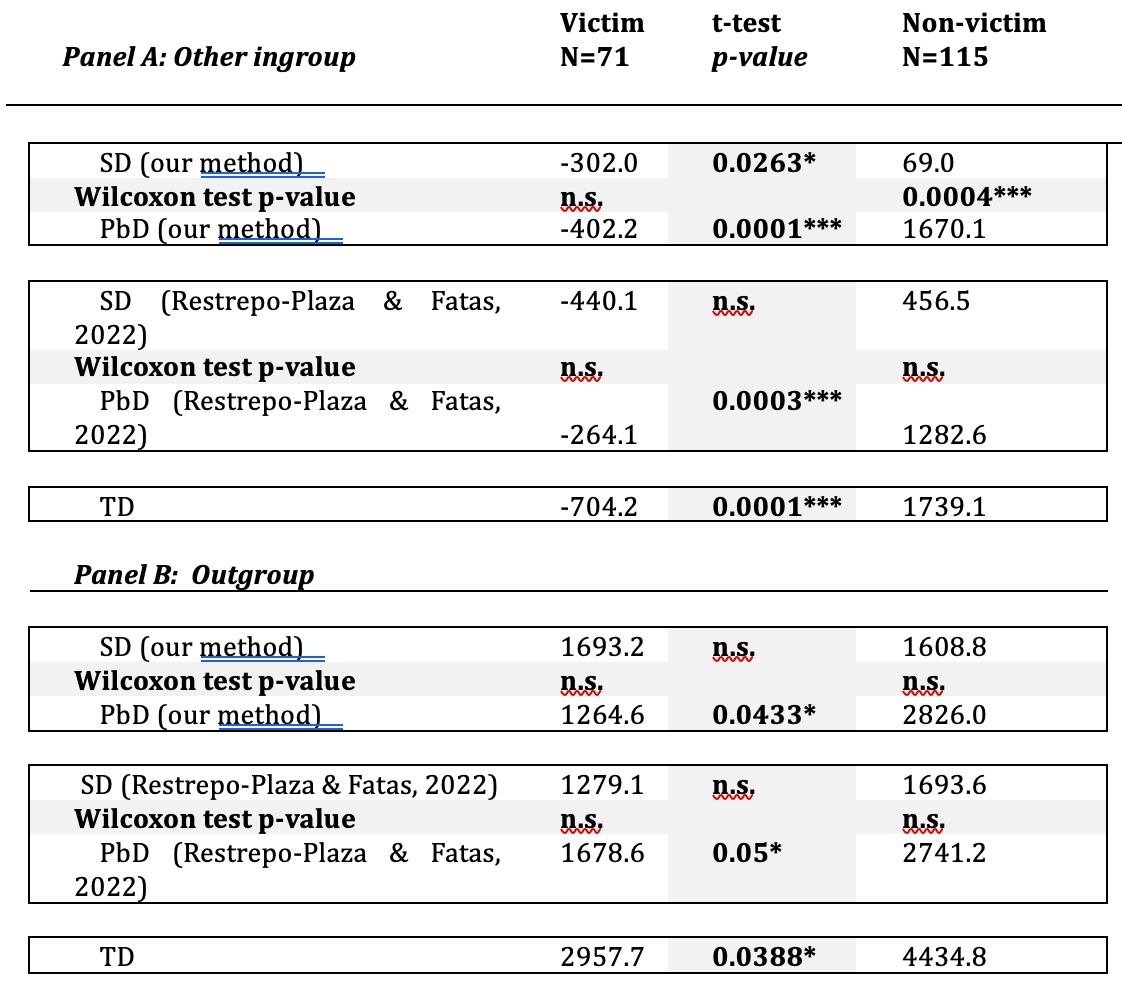 Victim t-test Non-victim
Panel A: Other ingroup N=71 p-value N=115
SD (our method) -302.0 0.0263* 69.0
Wilcoxon test p-value n.s. 0.0004***
PbD (our method) -402.2 0.0001*** 1670.1
SD (Restrepo-Plaza & Fatas, -440.1 n.s. 456.5
2022)
Wilcoxon test p-value n.s. n.s.
PbD (Restrepo-Plaza & Fatas, 0.0003***
2022) -264.1 1282.6
TD -704.2 0.0001*** 1739.1
Panel B: Outgroup
SD (our method) 1693.2 n.s. 1608.8
Wilcoxon test p-value n.s. n.s.
PbD (our method) 1264.6 0.0433* 2826.0
SD (Restrepo-Plaza & Fatas, 2022) 1279.1 n.s. 1693.6
Wilcoxon test p-value n.s. n.s.
PbD (Restrepo-Plaza & Fatas, 1678.6 0.05* 2741.2
2022)
TD 2957.7 0.0388* 4434.8